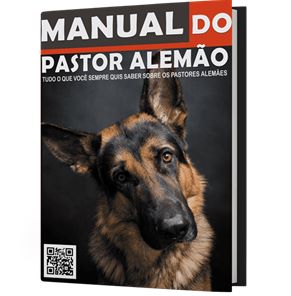 MANUAL DO
PASTOR ALEMÃO
TUDO O QUE VOCÊ SEMPRE QUIS SABER SOBRE OS PASTORES ALEMÃES